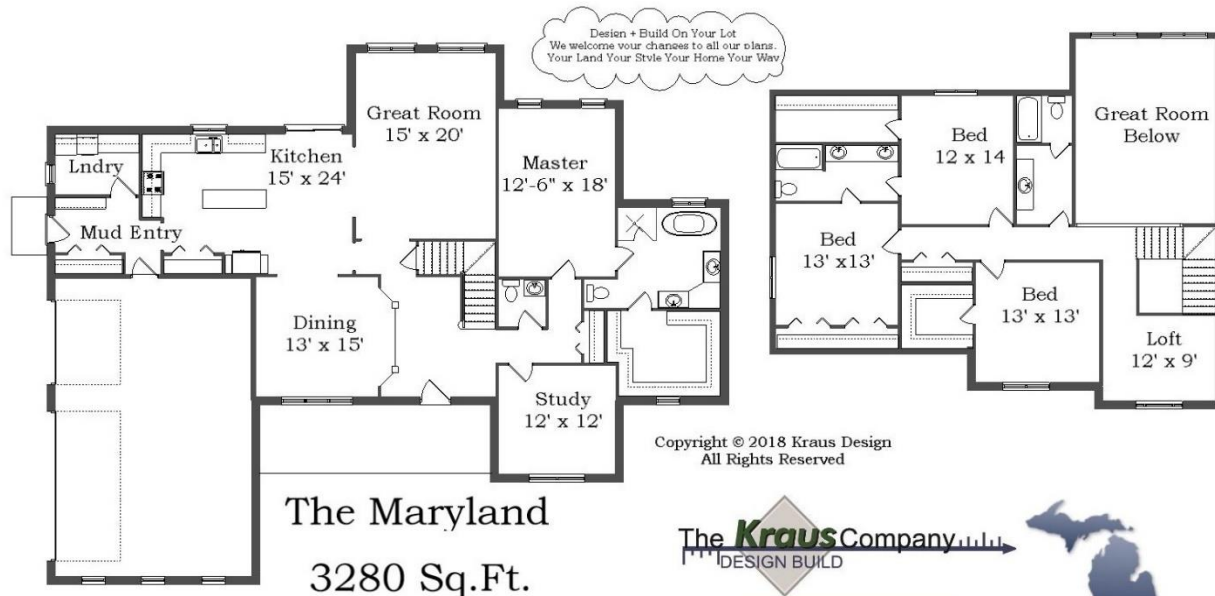 Design + Build On Your Lot
We welcome your changes to all our plans.
Your Land Your Style Your Home Your Way
Great Room
15' x 20'
Great Room
Below
Bed
12 x 14
Lndry
Kitchen
15' x 24'
Master
12'-6" x 18'
Mud Entry
Bed
13' x13'
Bed
13' x 13'
Dining
13' x 15'
Loft
12' x 9'
Study
12' x 12'
Copyright © 2018 Kraus Design
All Rights Reserved
The Maryland
3280 Sq.Ft.
The Kraus Company
DESIGN BUILD